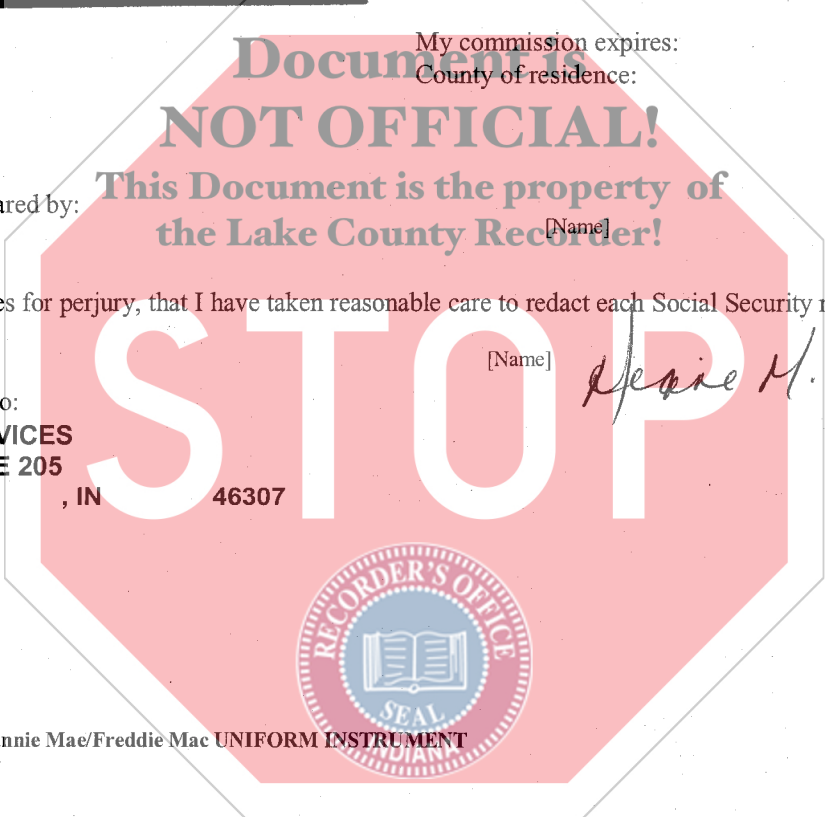 My commission expires:
Document is
County of residence:
NOT OFFICIAL!
This Document is the property of
ared by:
the Lake County Recorder!
[Name]
es for perjury, that I have taken reasonable care to redact each Social Security
STOP
[Name]
M.
o:
VICES
E 205
, IN 46307
RECORDER'S OFFICE
SEAL
INDIANA
nnie Mae/Freddie Mac UNIFORM INSTRUMENT